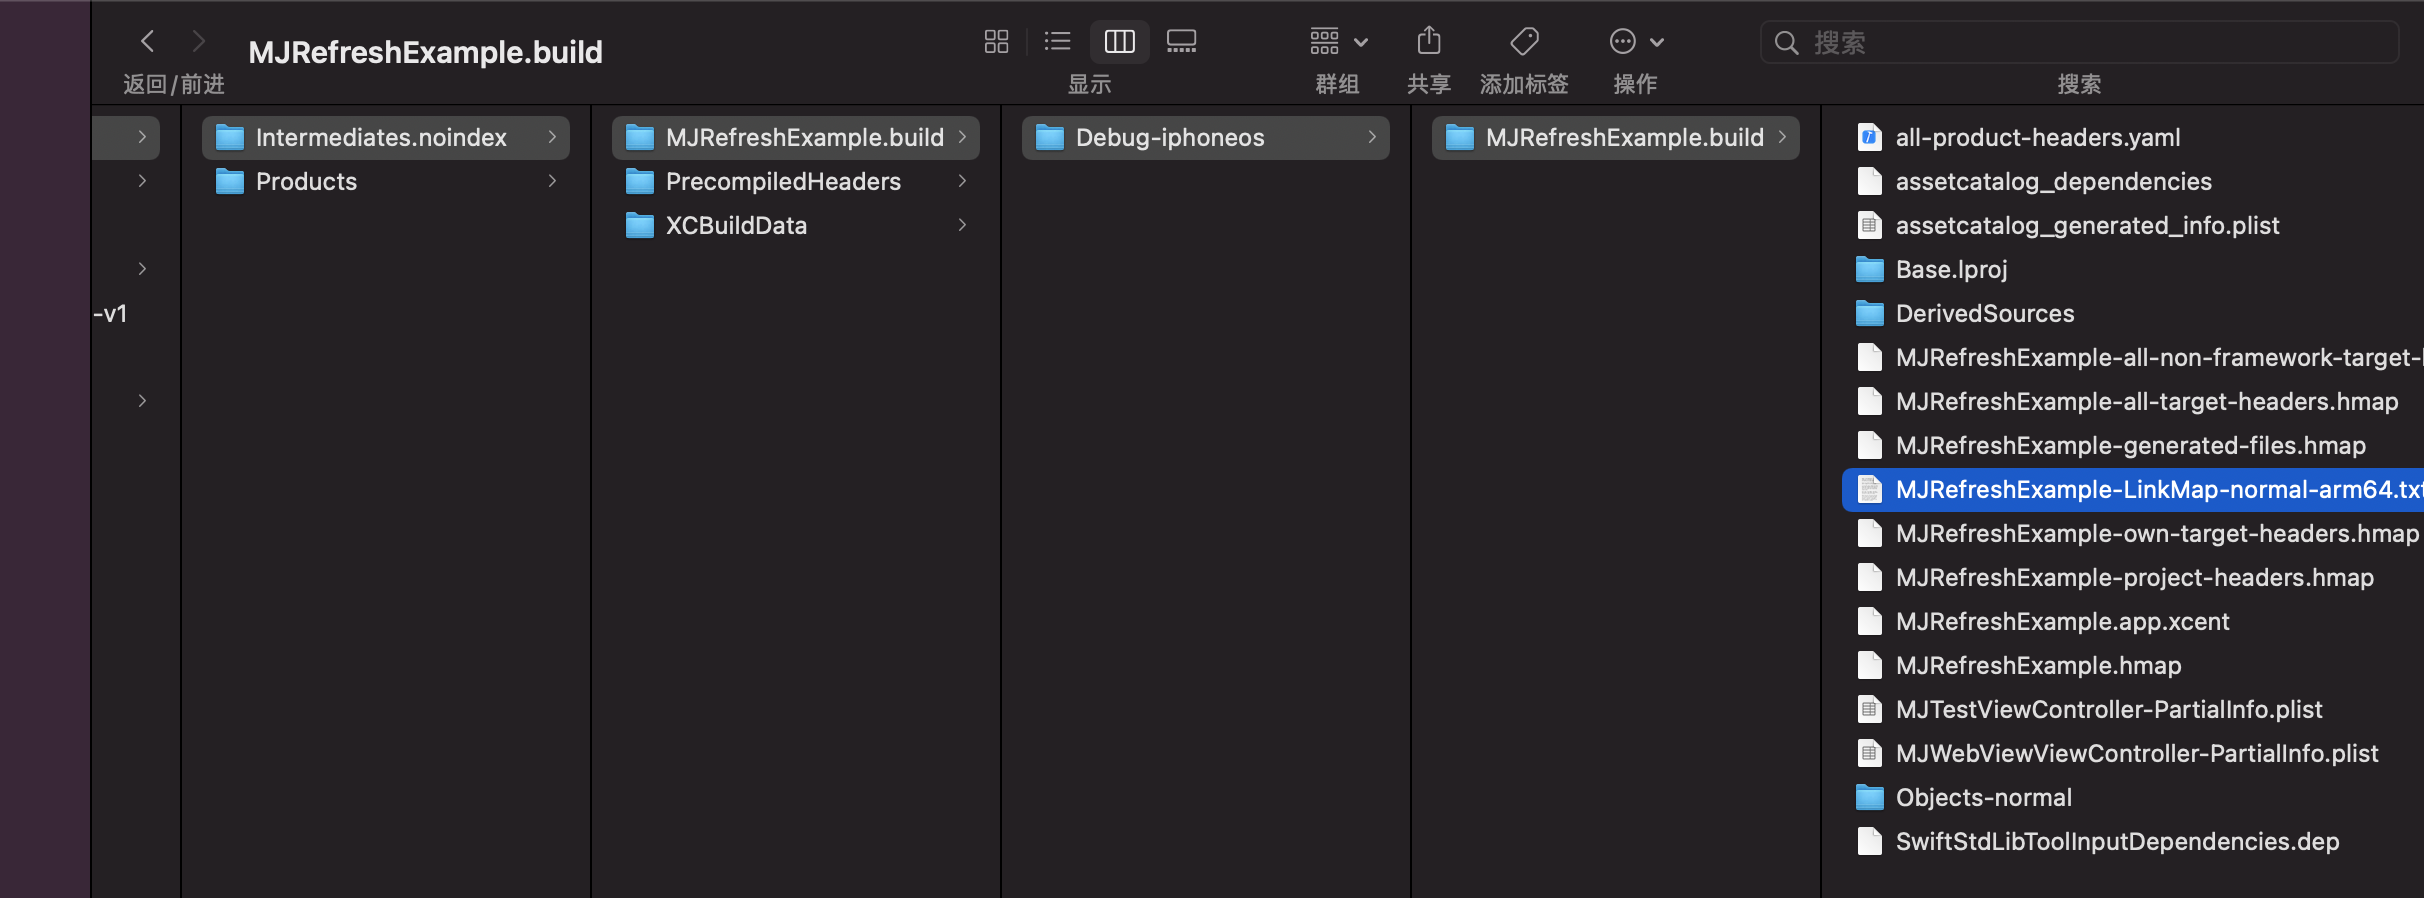 MJRefreshExample.build
返回/前进
显示
群组
共享
添加标签
操作
搜索
搜索
-v1
Intermediates.noindex
Products
MJRefreshExample.build
PrecompiledHeaders
XCBuildData
Debug-iphoneos
MJRefreshExample.build
all-product-headers.yaml
assetcatalog_dependencies
assetcatalog_generated_info.plist
Base.lproj
DerivedSources
MJRefreshExample-all-non-framework-target-
MJRefreshExample-all-target-headers.hmap
MJRefreshExample-generated-files.hmap
MJRefreshExample-LinkMap-normal-arm64.txt
MJRefreshExample-own-target-headers.hmap
MJRefreshExample-project-headers.hmap
MJRefreshExample.app.xcent
MJRefreshExample.hmap
MJTestViewController-PartialInfo.plist
MJWebViewViewController-PartialInfo.plist
Objects-normal
SwiftStdLibToolInputDependencies.dep